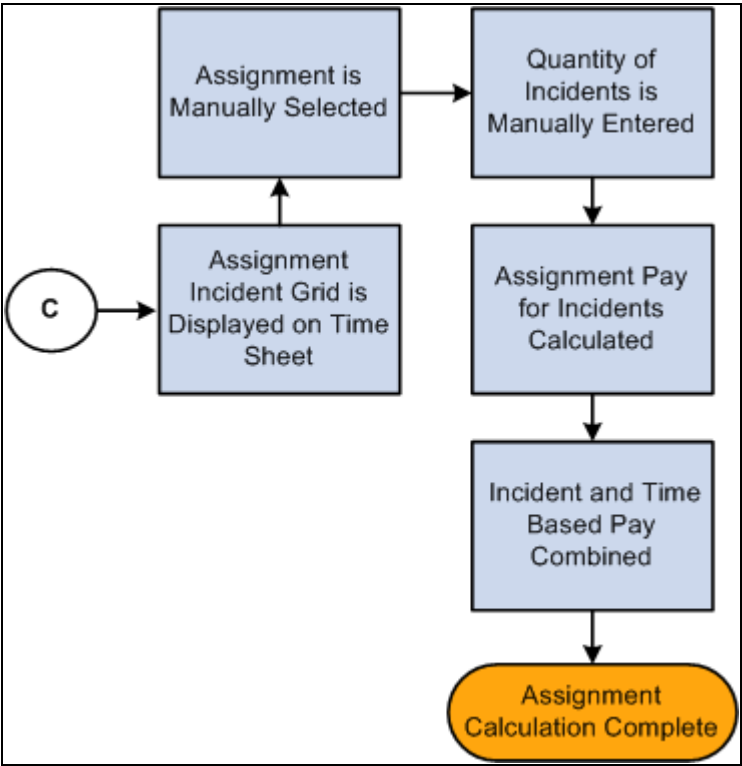 C
Assignment
Incident Grid is
Displayed on Time
Sheet
Assignment is
Manually Selected
Quantity of
Incidents is
Manually Entered
Assignment Pay
for Incidents
Calculated
Incident and Time
Based Pay
Combined
Assignment
Calculation Complete